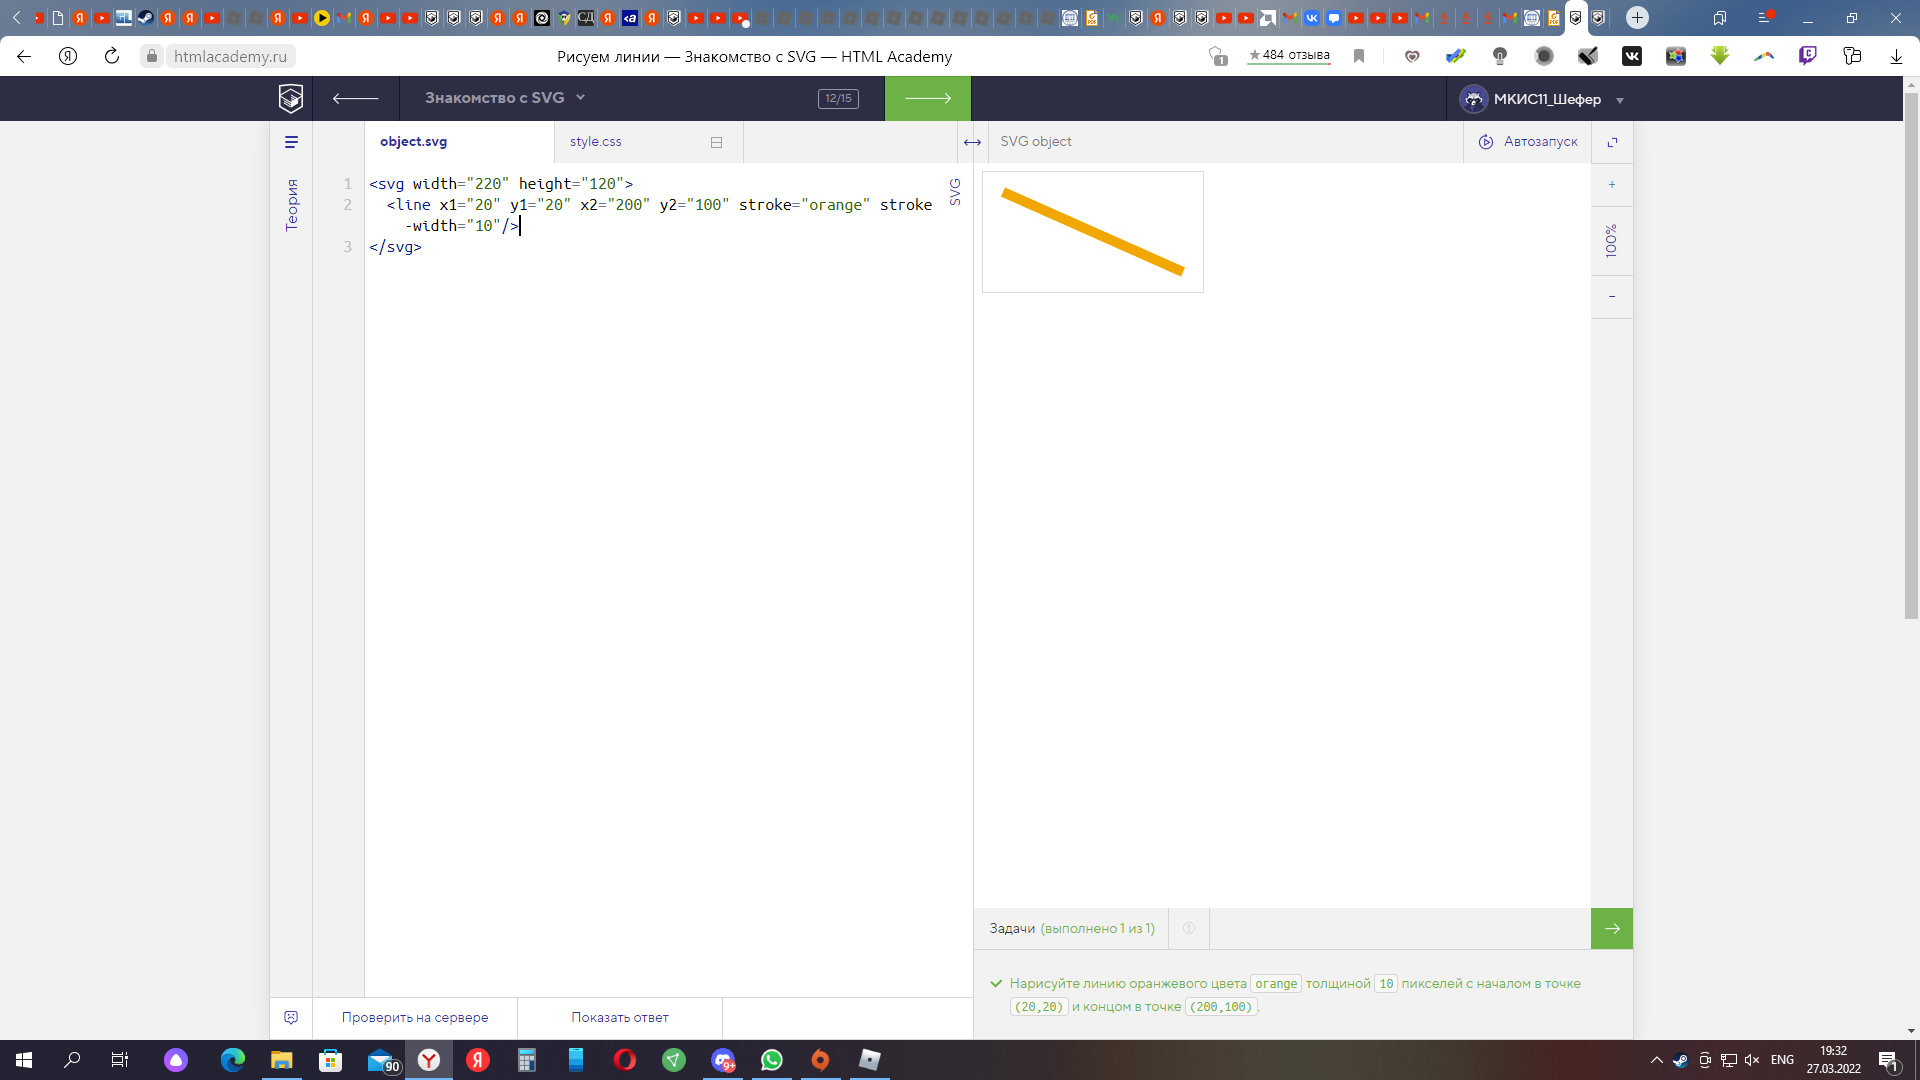 htmlacademy.ru
Рисуем линии — Знакомство с SVG — HTML Academy
1
★ 484 отзыва
Знакомство с SVG
12/15
МКИС11_Шефер
object.svg
style.css
SVG object
Автозапуск
Теория
SVG
1 <svg width="220" height="120">
2 <line x1="20" y1="20" x2="200" y2="100" stroke="orange" stroke
-width="10"/>
3 </svg>
+
100%
-
Задачи (выполнено 1 из 1)
Нарисуйте линию оранжевого цвета orange толщиной 10 пикселей с началом в точке
(20,20) и концом в точке (200,100).
Проверить на сервере
Показать ответ
90
9+
ENG
19:32
27.03.2022
1